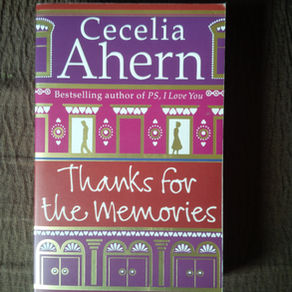 Cecelia
Ahern
Bestselling author of PS, I Love You
Thanks for
the Memories